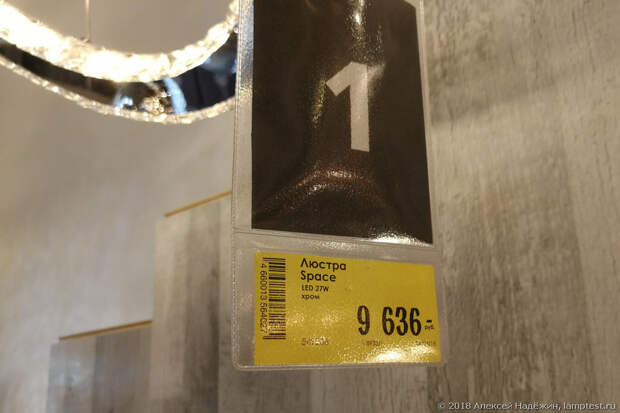 1
Люстра
Space
LED 27W
хром
9 636.-
руб.
© 2018 Алексей Надёжин, lamptest.ru